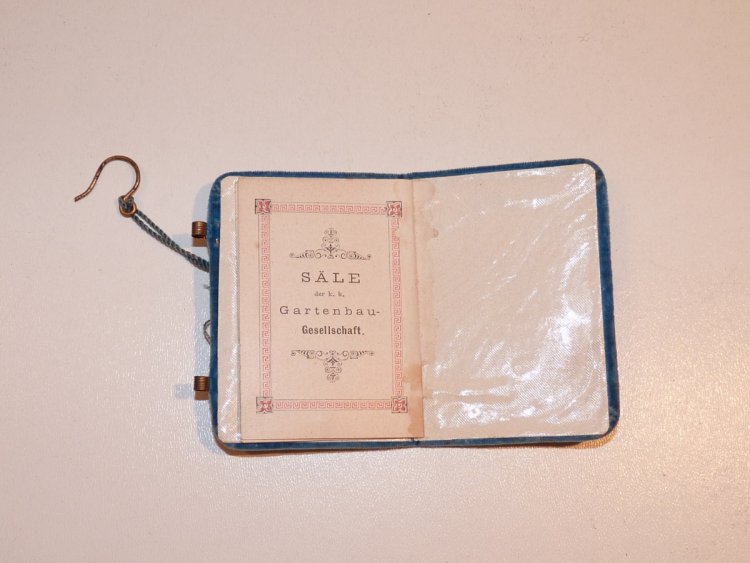 SÄLE
der k. k.
Gartenbau-
Gesellschaft.